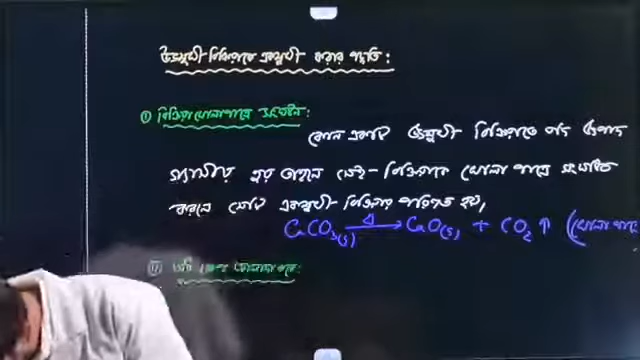 উভমুখী বিক্রিয়াকে একমুখী করার পদ্ধতি:
① বিক্রিয়া খোলাপাত্রে সংঘটন:
কোন একটি উভমুখী বিক্রিয়াতে যদি উৎপাদ
গ্যাসীয় হয় তাহলে সেই বিক্রিয়াকে খোলা পাত্রে সংঘটিত
করলে সেটি একমুখী বিক্রিয়ায় পরিণত হয়,
CaCO₃(s) —Δ→ CaO(s) + CO₂ ↑ (খোলা পাত্র